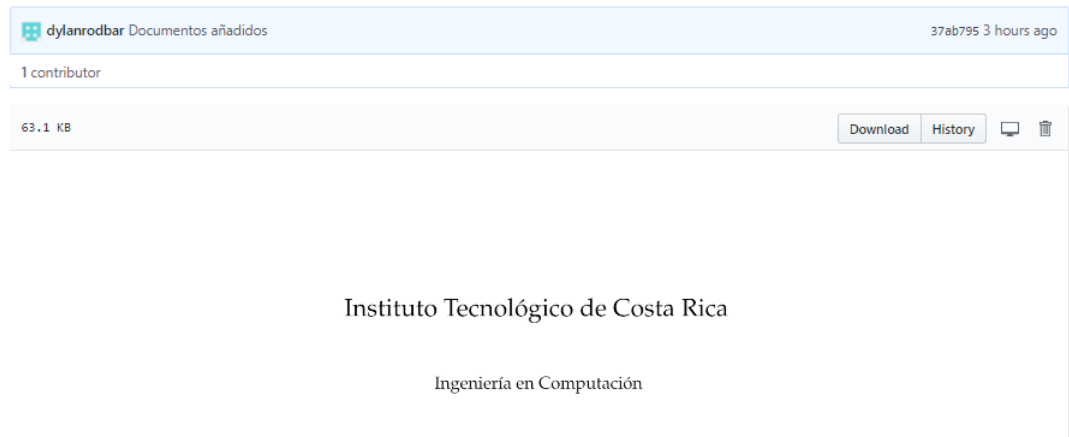 dylanrodbar Documentos añadidos 37ab795 3 hours ago
1 contributor
63.1 KB Download History
Instituto Tecnológico de Costa Rica
Ingeniería en Computación